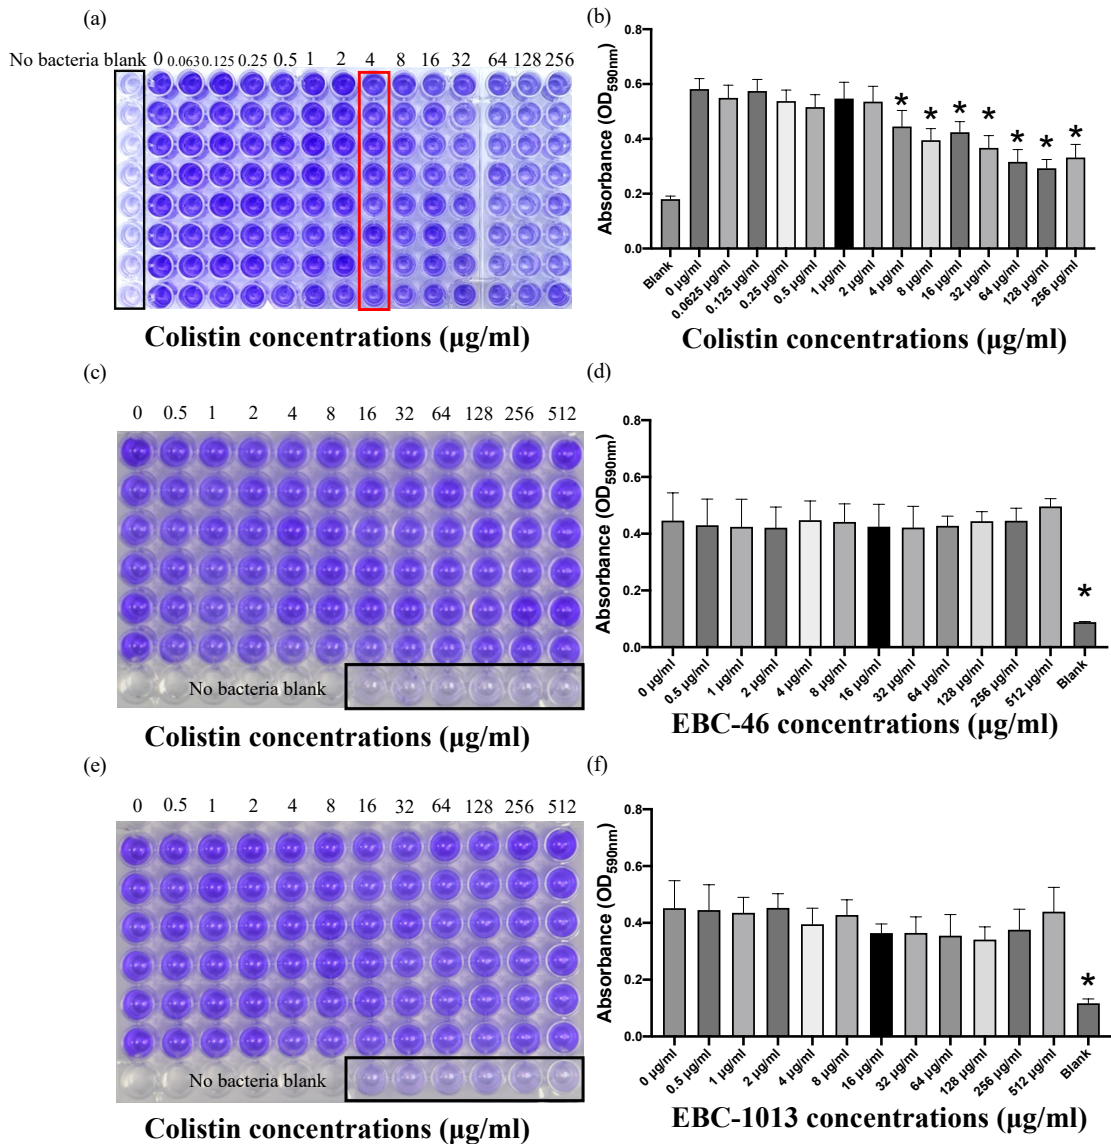 (a)
No bacteria blank 0 0.063 0.125 0.25 0.5 1 2 4 8 16 32 64 128 256
Colistin concentrations (μg/ml)
(b)
Absorbance (OD590nm)
0.8
0.6
0.4
0.2
0.0
* * * * * * *
Blank
0 μg/ml
0.0625 μg/ml
0.125 μg/ml
0.25 μg/ml
0.5 μg/ml
1 μg/ml
2 μg/ml
4 μg/ml
8 μg/ml
16 μg/ml
32 μg/ml
64 μg/ml
128 μg/ml
256 μg/ml
Colistin concentrations (μg/ml)
(c)
0 0.5 1 2 4 8 16 32 64 128 256 512
No bacteria blank
Colistin concentrations (μg/ml)
(d)
Absorbance (OD590nm)
0.8
0.6
0.4
0.2
0.0
*
0 μg/ml
0.5 μg/ml
1 μg/ml
2 μg/ml
4 μg/ml
8 μg/ml
16 μg/ml
32 μg/ml
64 μg/ml
128 μg/ml
256 μg/ml
512 μg/ml
Blank
EBC-46 concentrations (μg/ml)
(e)
0 0.5 1 2 4 8 16 32 64 128 256 512
No bacteria blank
Colistin concentrations (μg/ml)
(f)
Absorbance (OD590nm)
0.8
0.6
0.4
0.2
0.0
*
0 μg/ml
0.5 μg/ml
1 μg/ml
2 μg/ml
4 μg/ml
8 μg/ml
16 μg/ml
32 μg/ml
64 μg/ml
128 μg/ml
256 μg/ml
512 μg/ml
Blank
EBC-1013 concentrations (μg/ml)